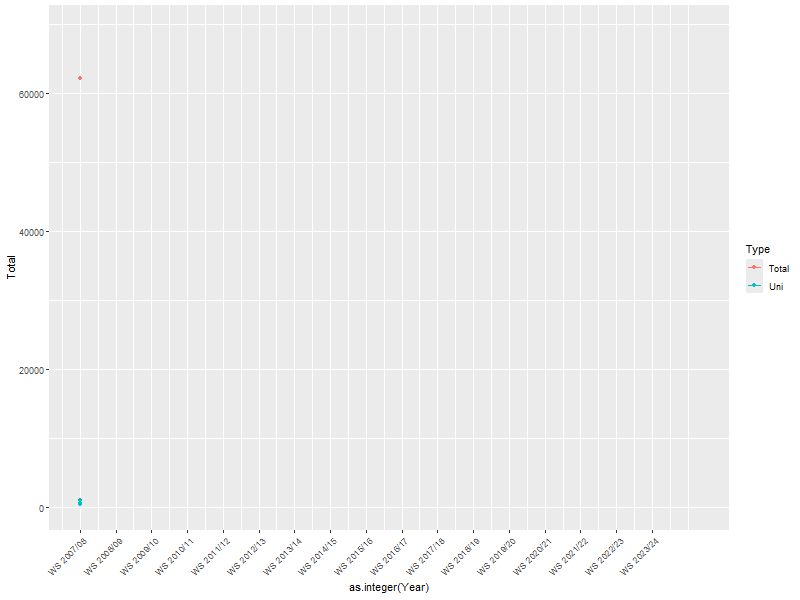 60000
40000
20000
0
Total
WS 2007/08
WS 2008/09
WS 2009/10
WS 2010/11
WS 2011/12
WS 2012/13
WS 2013/14
WS 2014/15
WS 2015/16
WS 2016/17
WS 2017/18
WS 2018/19
WS 2019/20
WS 2020/21
WS 2021/22
WS 2022/23
WS 2023/24
as.integer(Year)
Type
Total
Uni